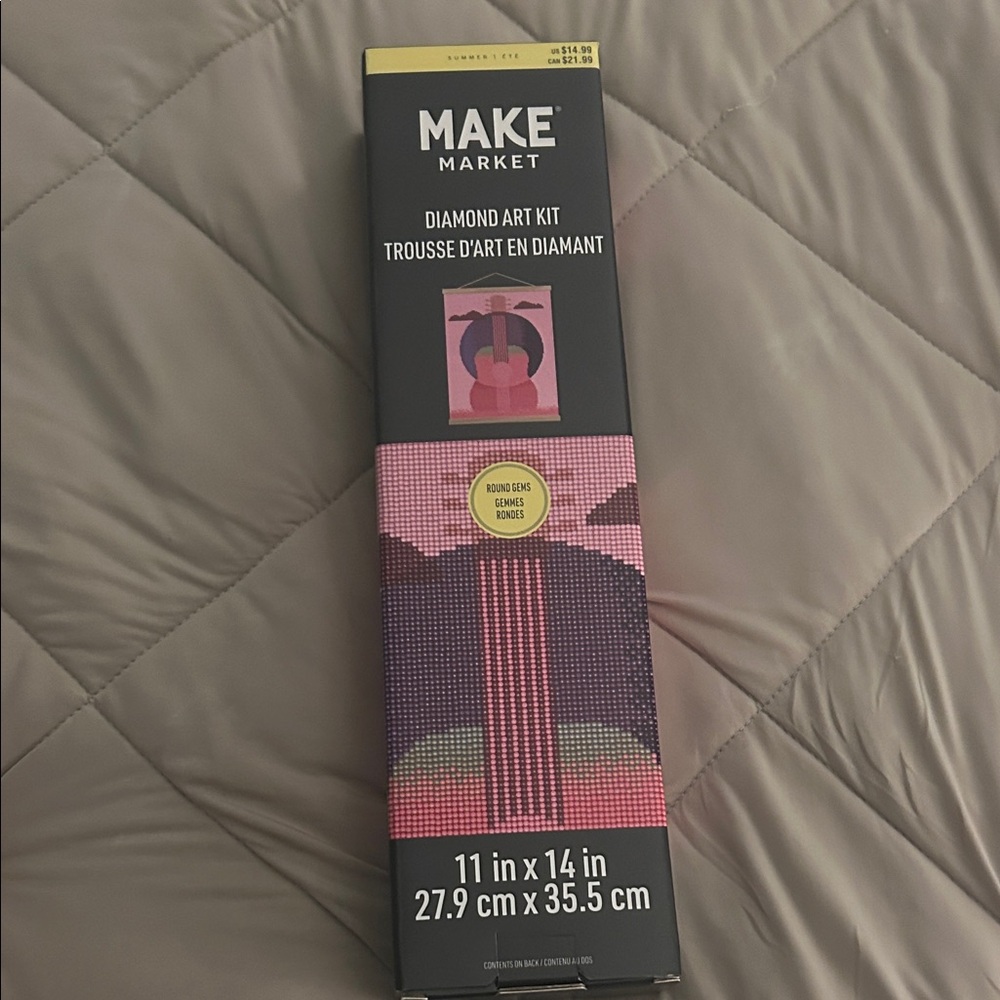 SUMMER | ÉTÉ
US $14.99
CAN $21.99
MAKE®
MARKET
DIAMOND ART KIT
TROUSSE D'ART EN DIAMANT
ROUND GEMS
GEMMES
RONDES
11 in x 14 in
27.9 cm x 35.5 cm
CONTENTS ON BACK / CONTENU AU DOS